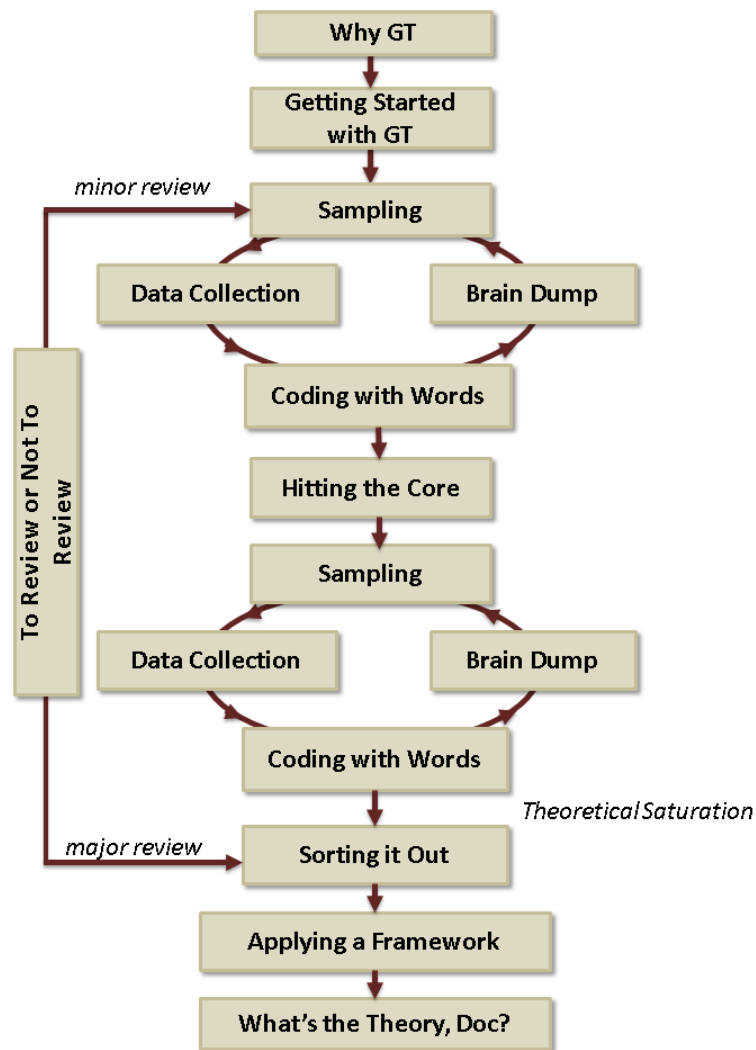 Why GT
Getting Started
with GT
minor review
Sampling
Data Collection
Brain Dump
Coding with Words
To Review or Not To
Review
Hitting the Core
Sampling
Data Collection
Brain Dump
Coding with Words
Theoretical Saturation
major review
Sorting it Out
Applying a Framework
What’s the Theory, Doc?